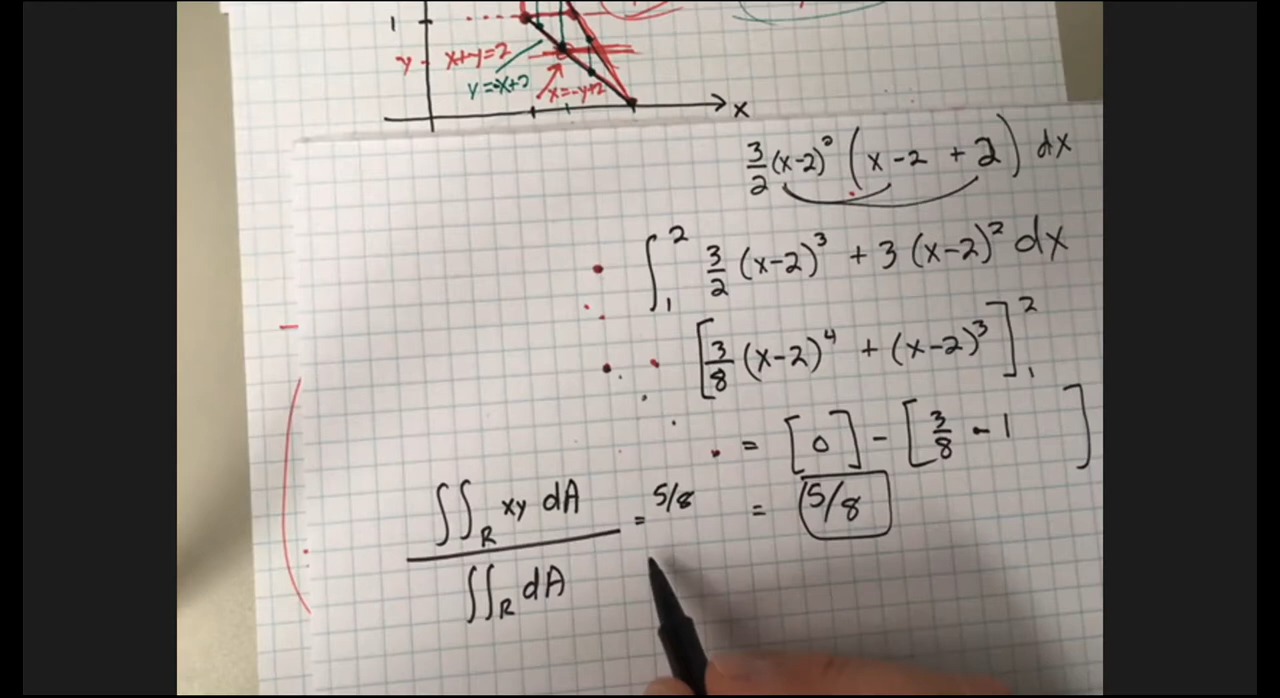 1
y x+y=2
y=-x+2 x=-y+2
x
3/2 (x-2)² (x-2 + 2) dx
∫₁² 3/2 (x-2)³ + 3 (x-2)² dx
[3/8 (x-2)⁴ + (x-2)³]₁²
= [0] - [3/8 - 1]
∬_R xy dA / ∬_R dA = 5/8
= 5/8